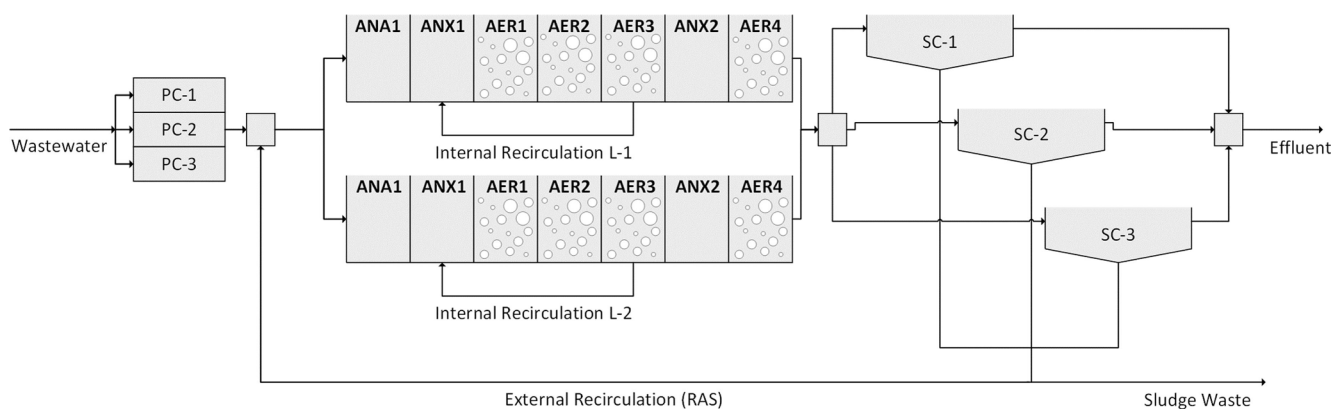 ANA1 ANX1 AER1 AER2 AER3 ANX2 AER4
SC-1
PC-1
PC-2
PC-3
Wastewater
Internal Recirculation L-1
SC-2
Effluent
ANA1 ANX1 AER1 AER2 AER3 ANX2 AER4
SC-3
Internal Recirculation L-2
External Recirculation (RAS)
Sludge Waste